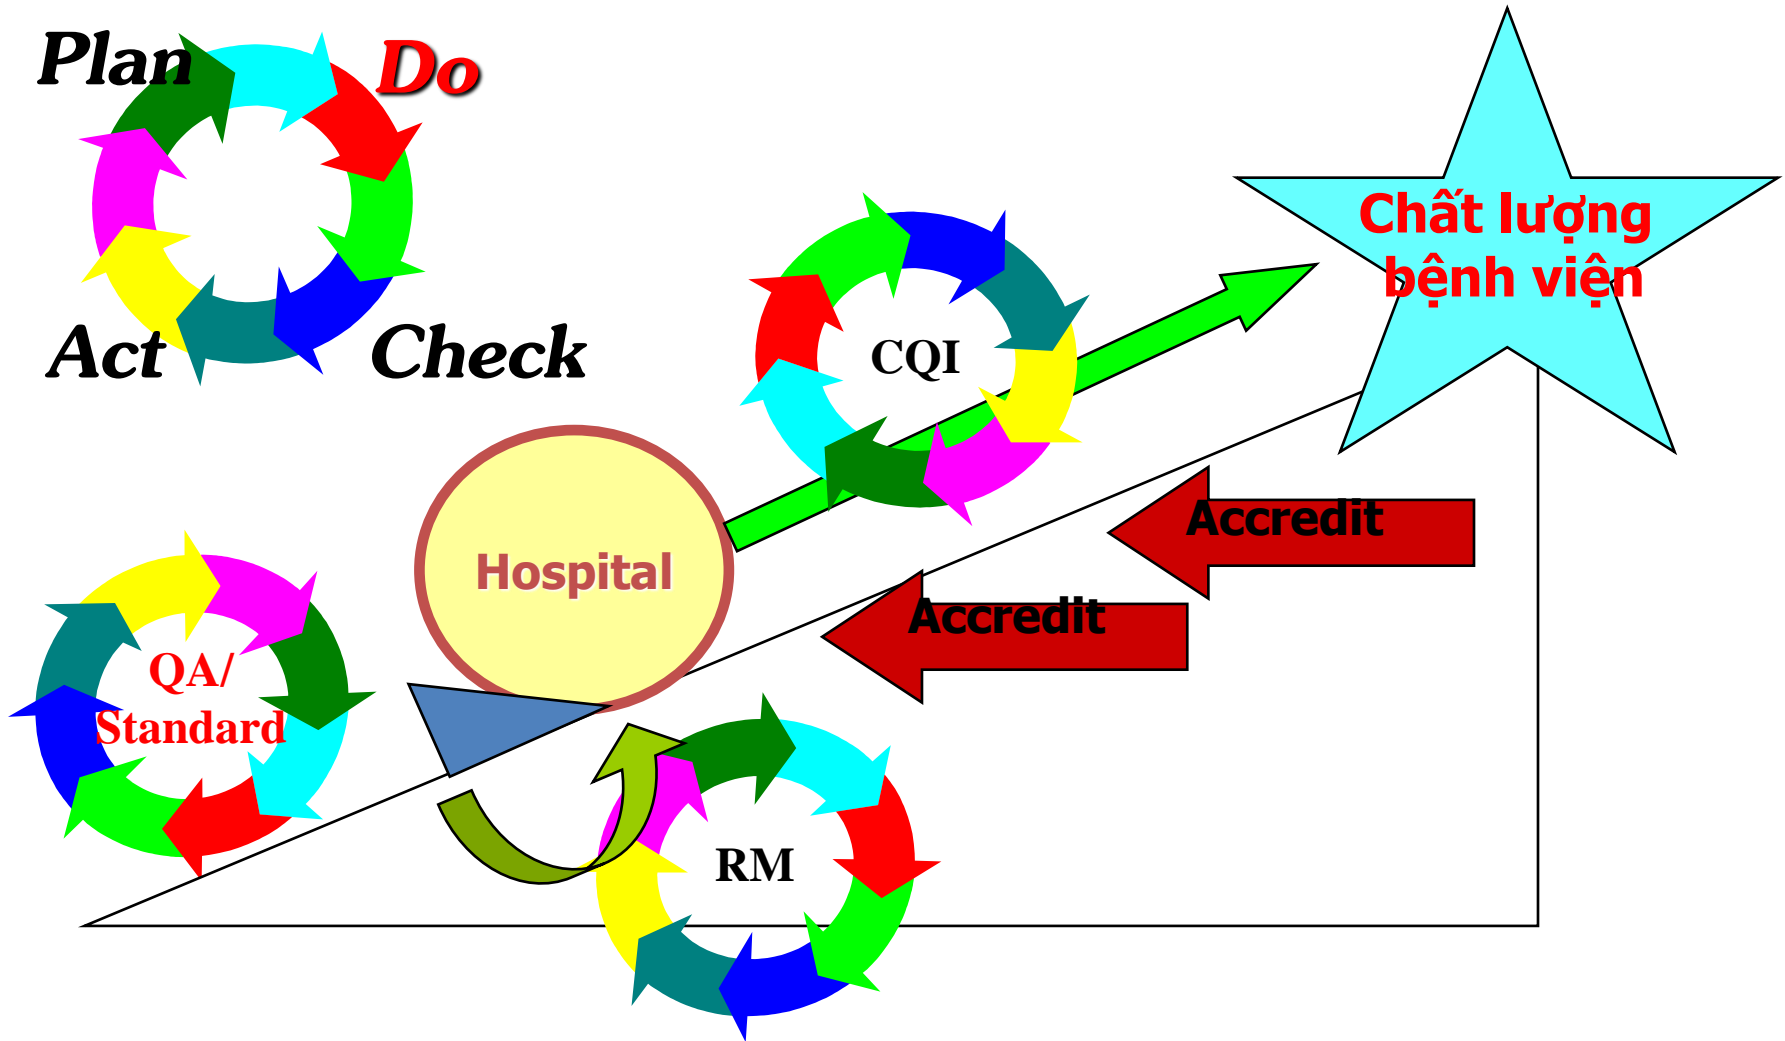 Plan
Do
Act
Check
Chất lượng
bệnh viện
CQI
Hospital
Accredit
Accredit
QA/
Standard
RM